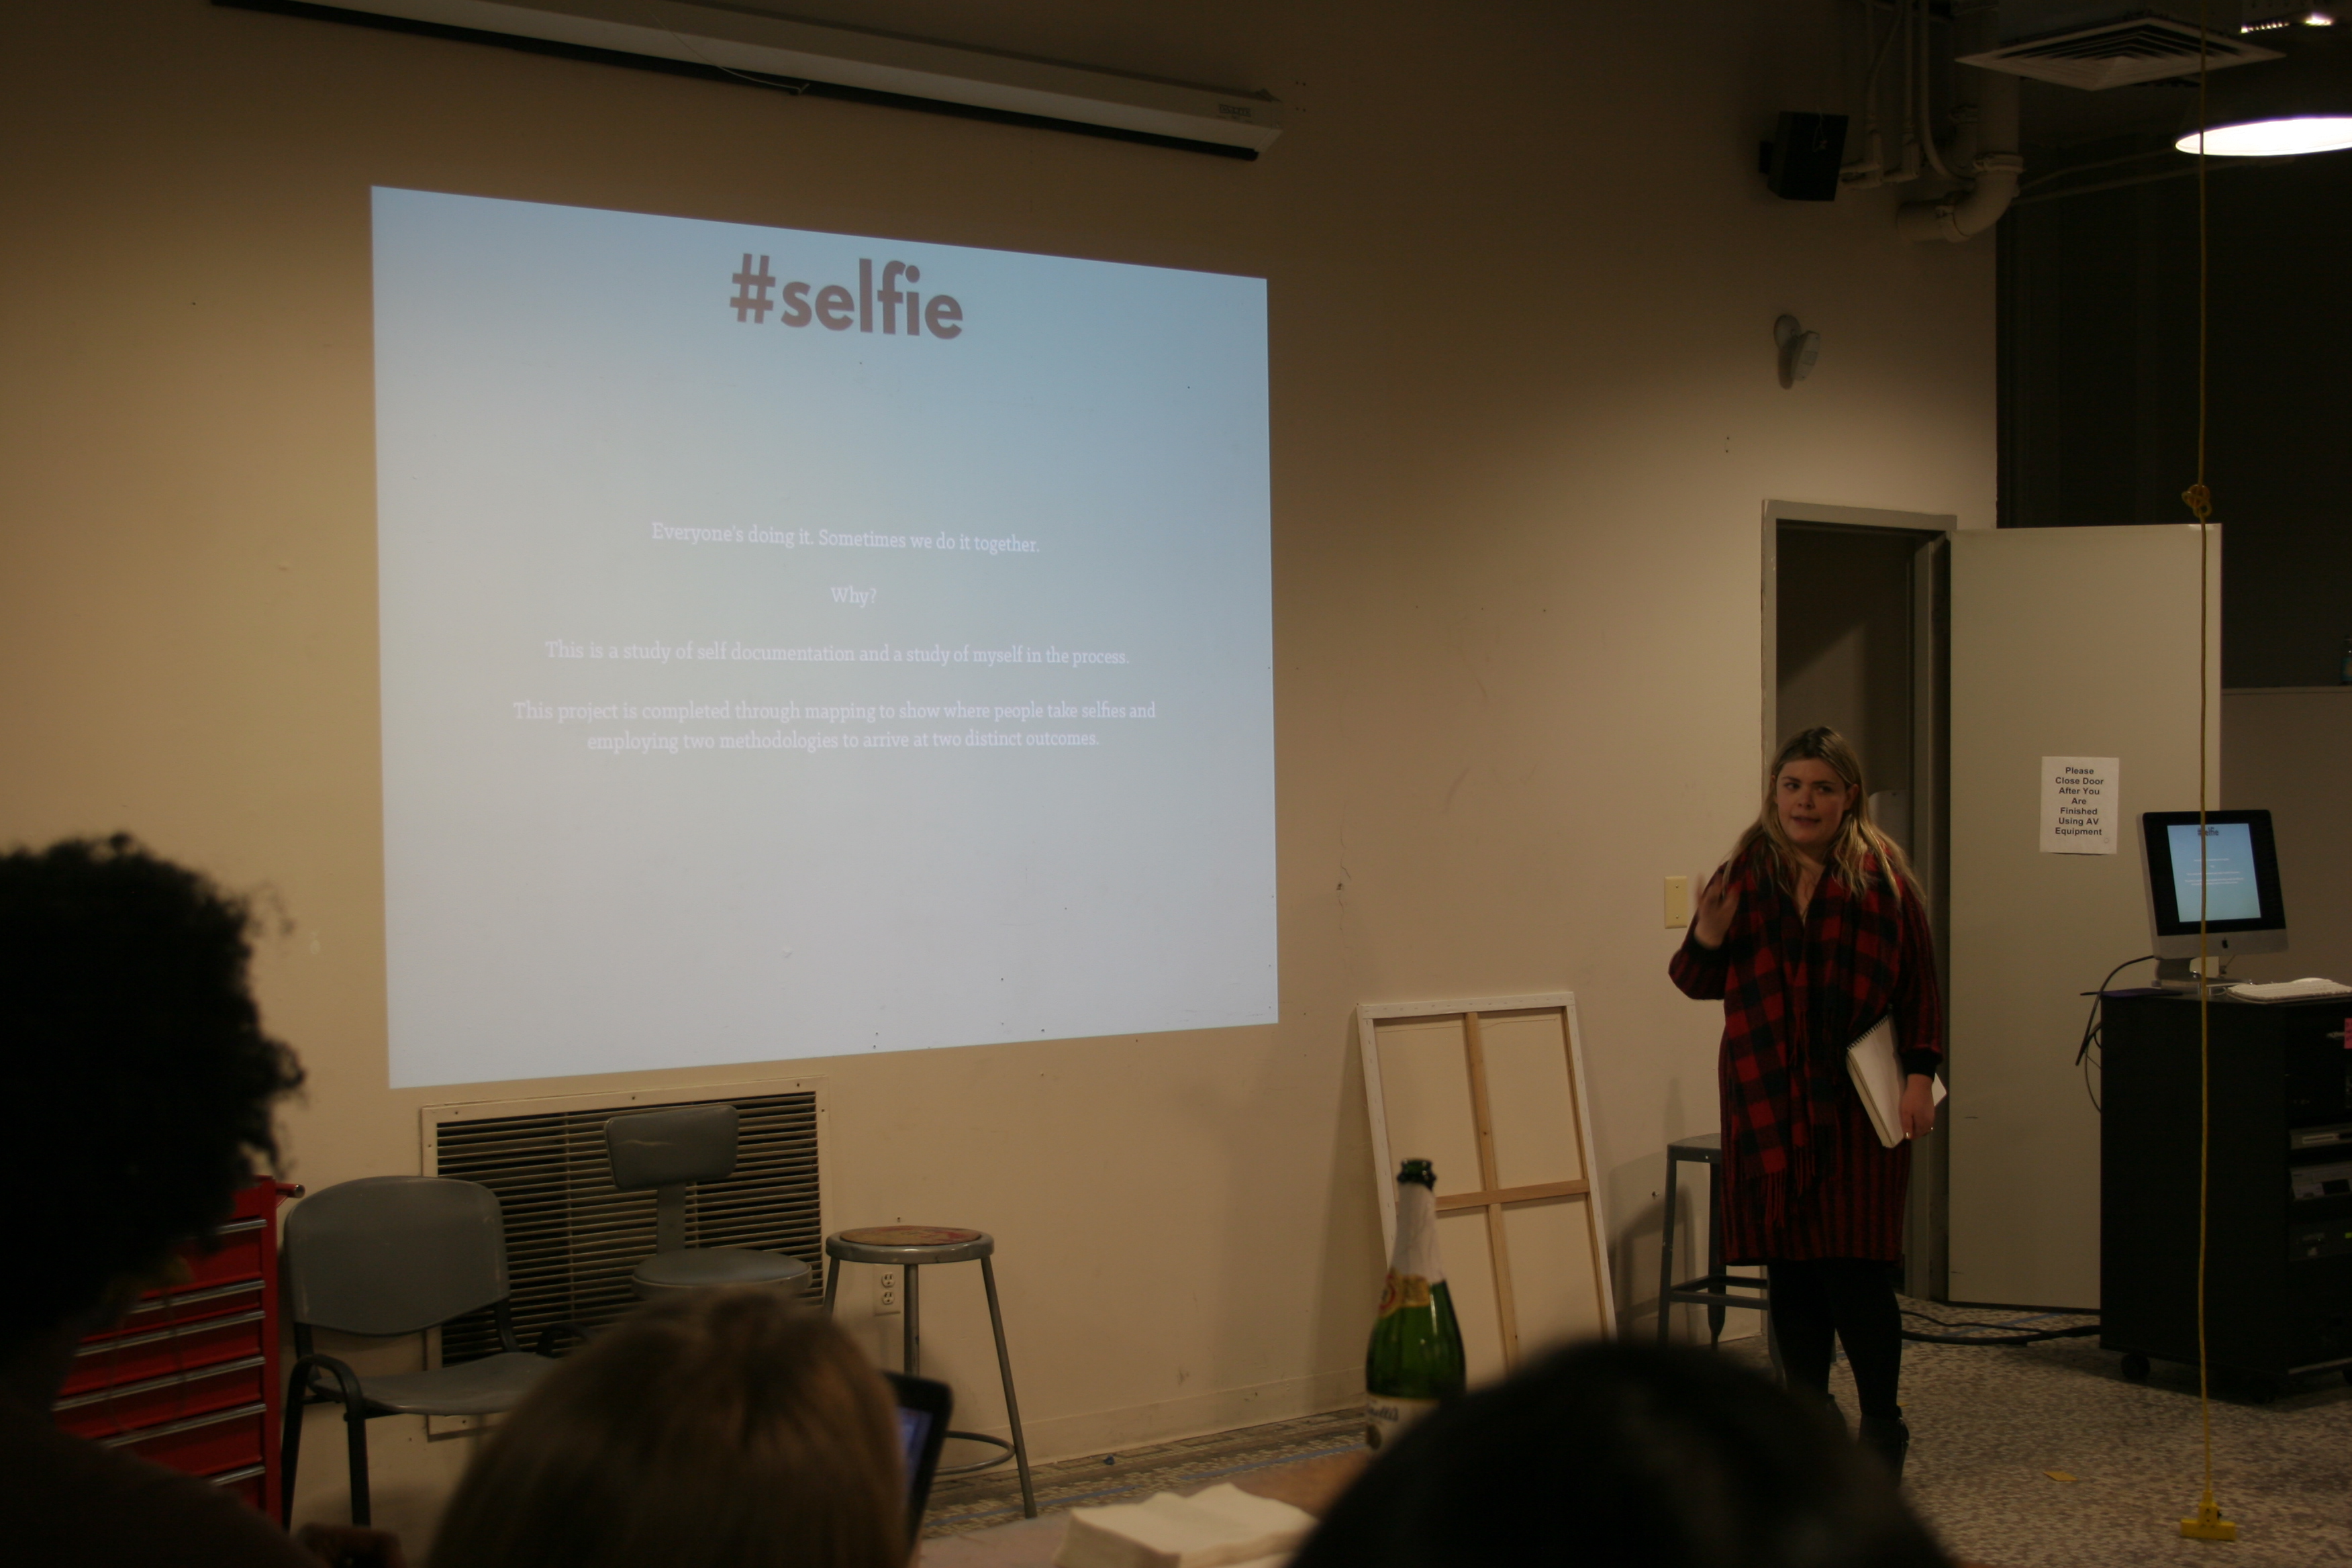 #selfie
Everyone's doing it. Sometimes we do it together.
Why?
This is a study of self documentation and a study of myself in the process.
This project is completed through mapping to show where people take selfies and
employing two methodologies to arrive at two distinct outcomes.
Please
Close Door
After You
Are
Finished
Using AV
Equipment
#selfie